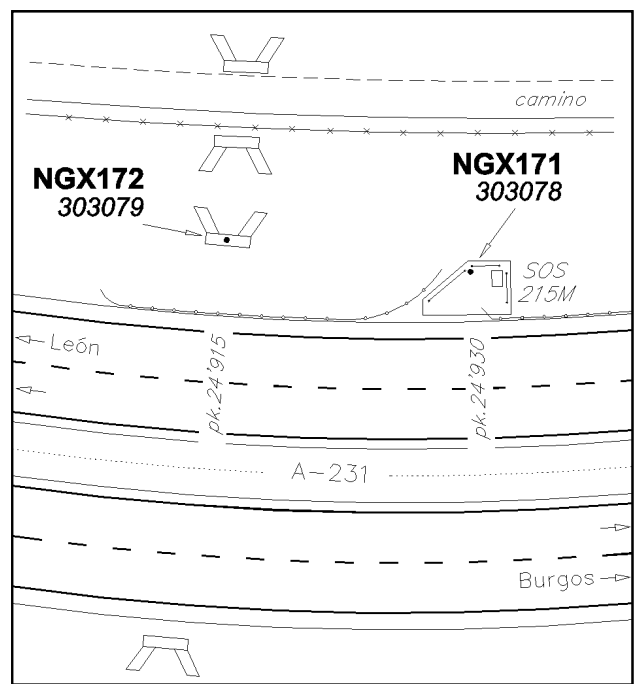 camino
NGX172
303079
NGX171
303078
SOS
215M
León
pk.24'915
pk.24'930
A-231
Burgos